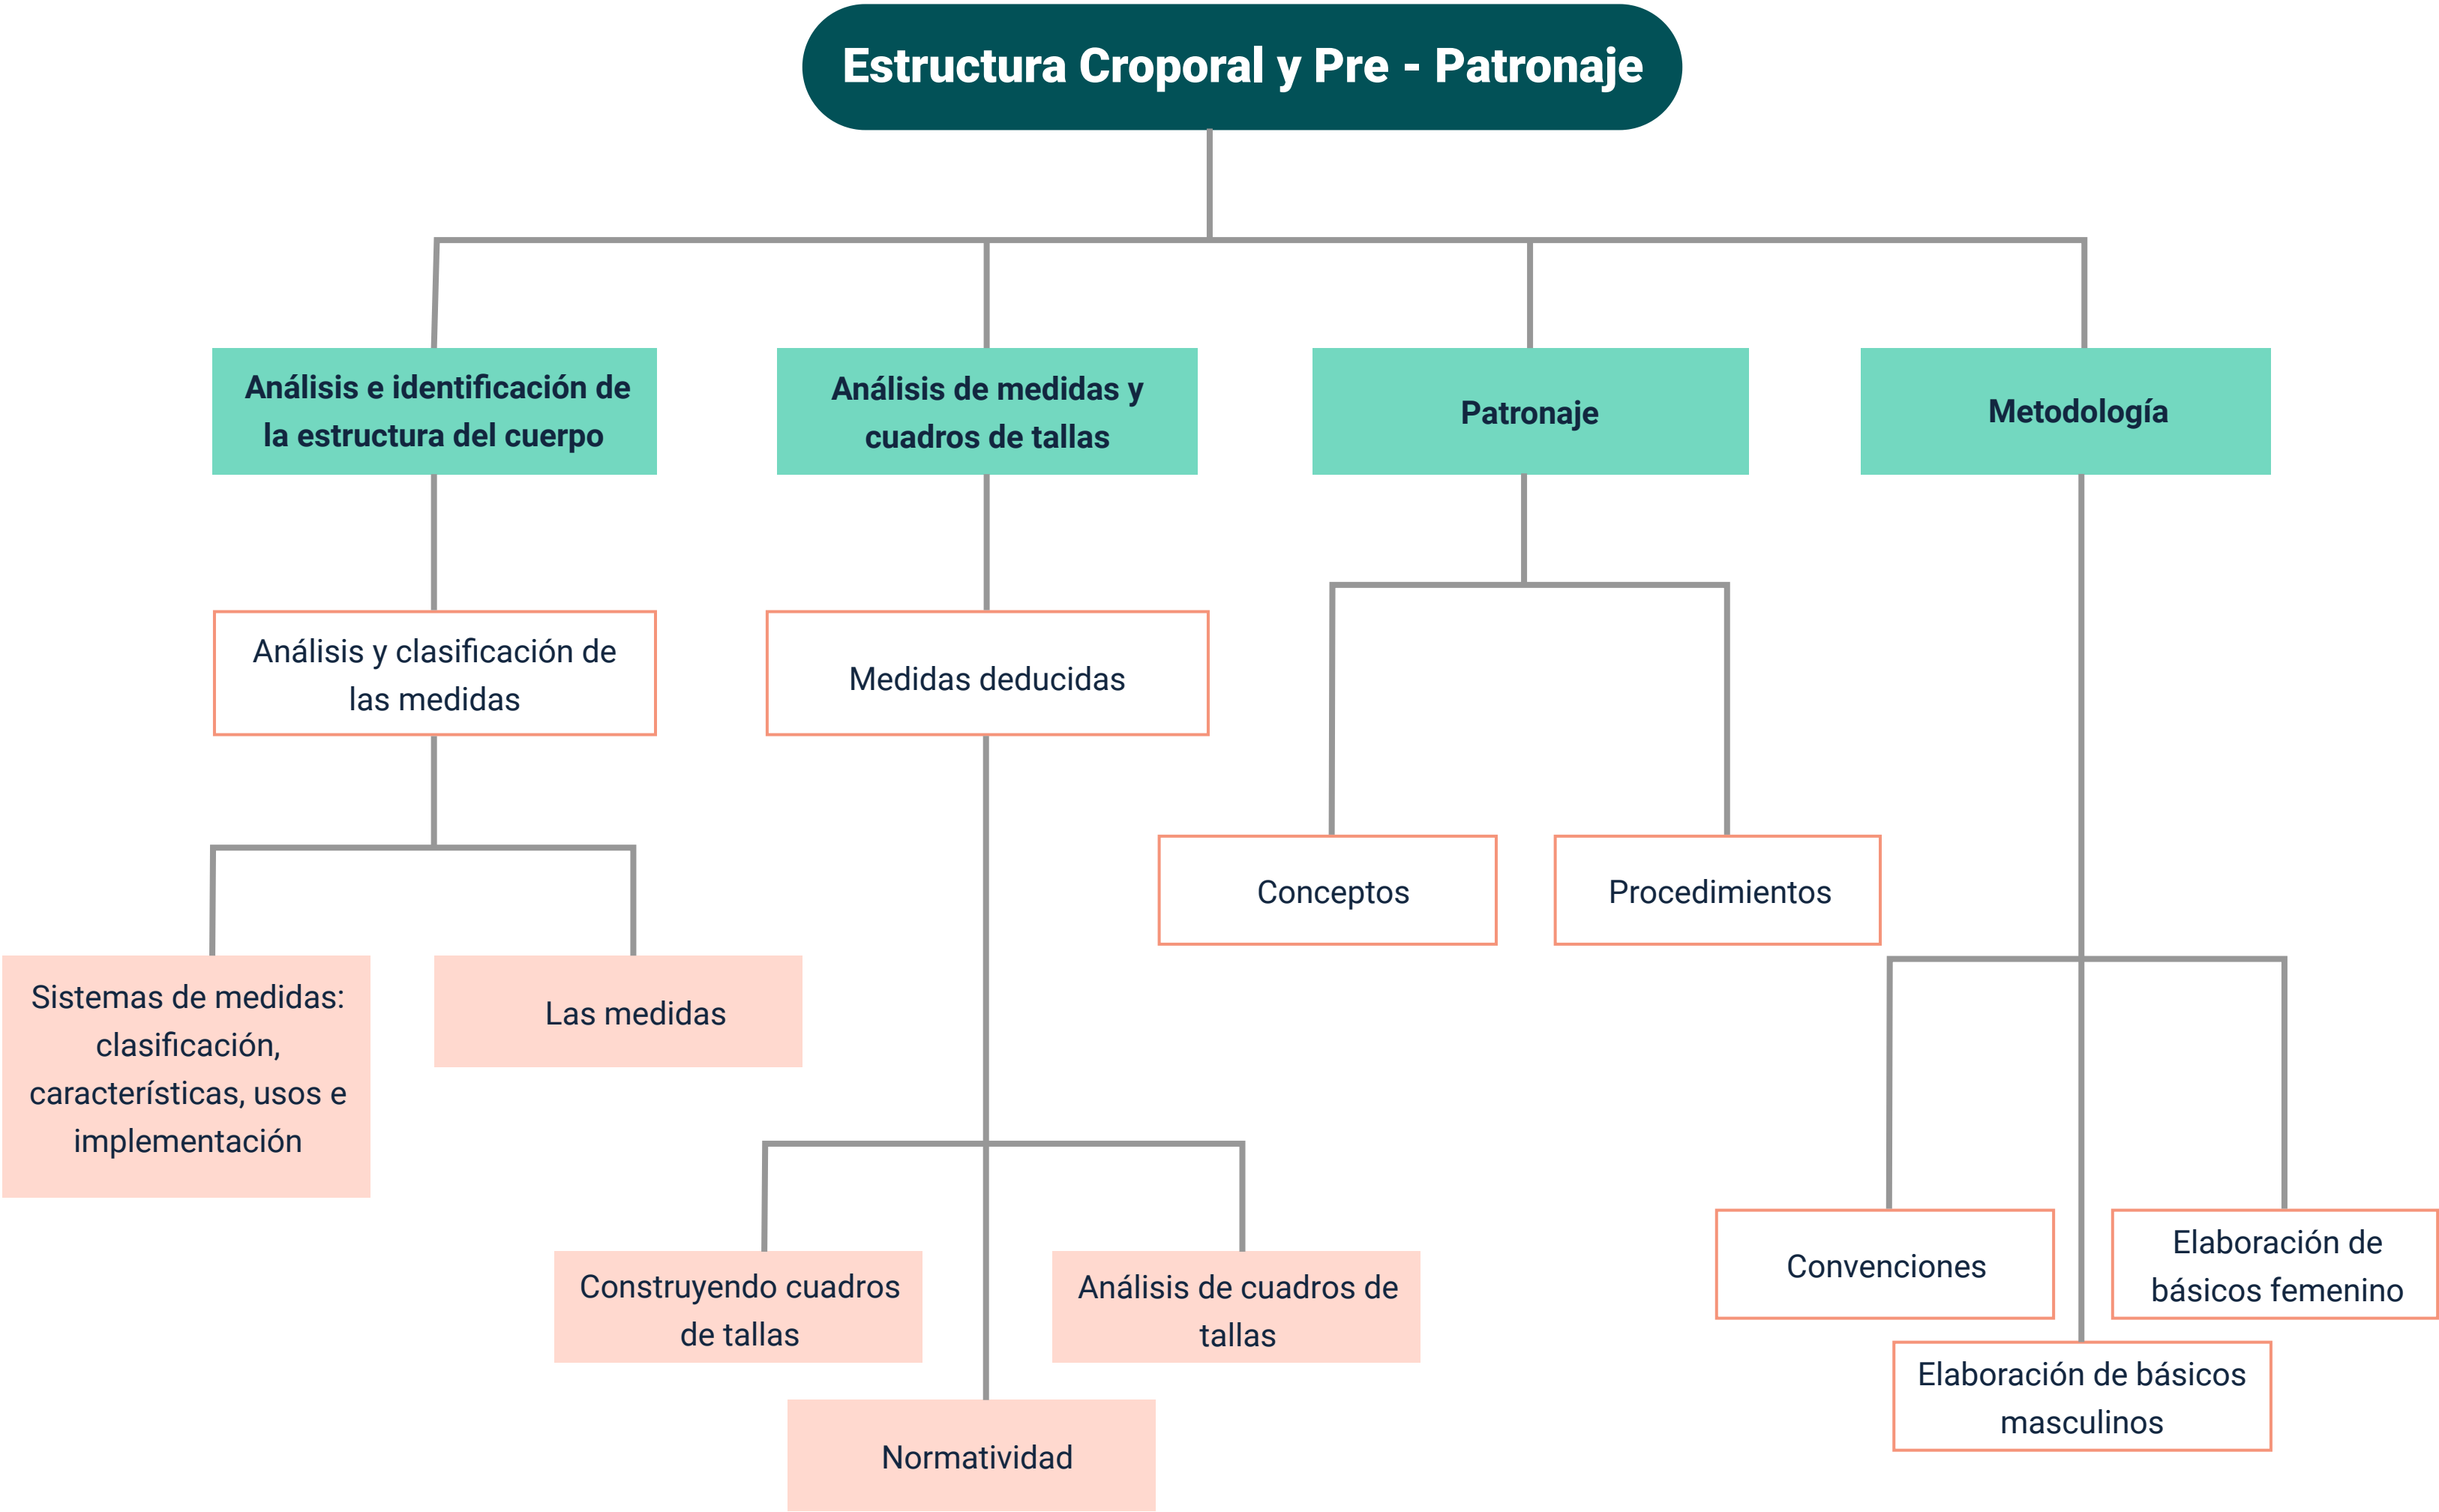 Estructura Croporal y Pre - Patronaje
Análisis e identificación de
la estructura del cuerpo
Análisis de medidas y
cuadros de tallas
Patronaje
Metodología
Análisis y clasificación de
las medidas
Medidas deducidas
Conceptos
Procedimientos
Sistemas de medidas:
clasificación,
características, usos e
implementación
Las medidas
Construyendo cuadros
de tallas
Análisis de cuadros de
tallas
Normatividad
Convenciones
Elaboración de
básicos femenino
Elaboración de básicos
masculinos